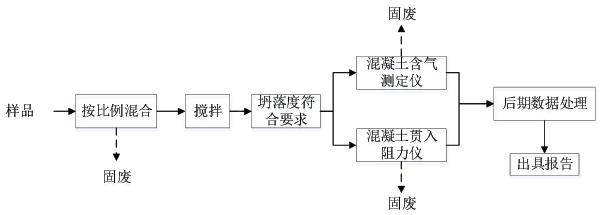 固废
样品
按比例混合
搅拌
坍落度符
合要求
混凝土含气
测定仪
混凝土贯入
阻力仪
后期数据处理
出具报告
固废
固废